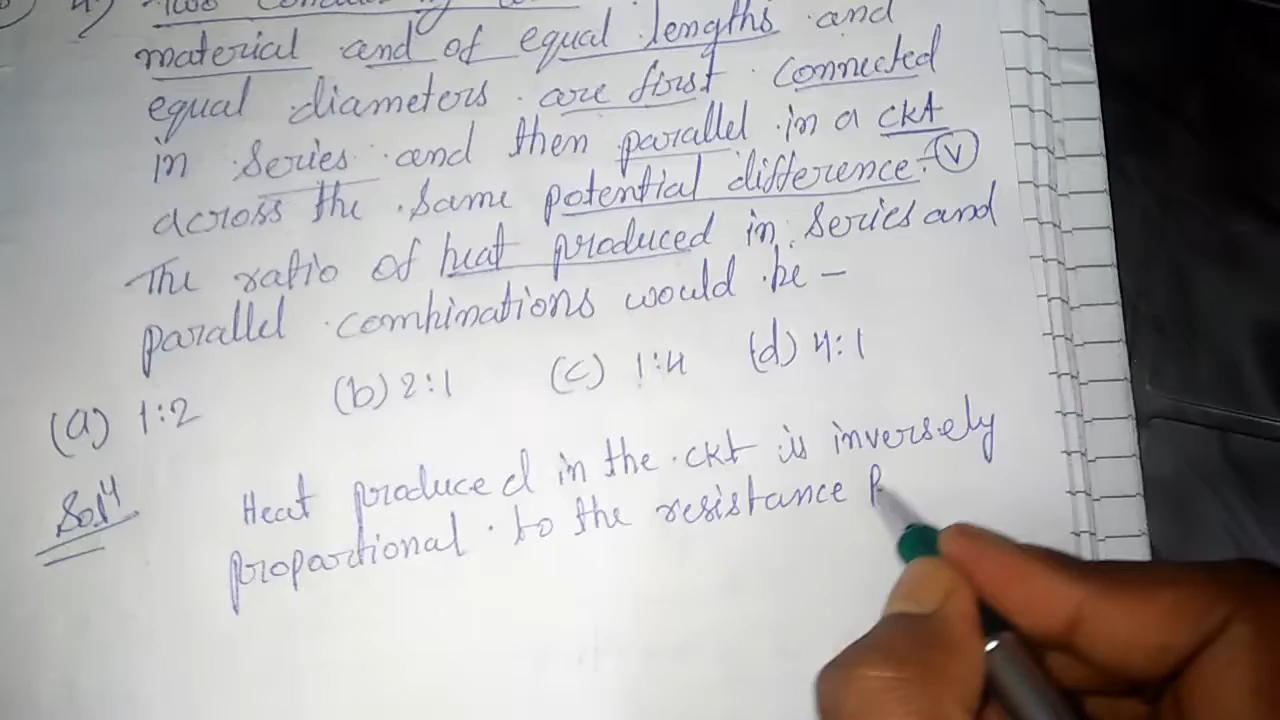 4)
material and of equal lengths and
equal diameters are first connected
in series and then parallel in a ckt
across the same potential difference. (V)
The ratio of heat produced in series and
parallel combinations would be –
(a) 1:2 (b) 2:1 (c) 1:4 (d) 4:1
Solⁿ Heat produced in the ckt is inversely
proportional to the resistance R